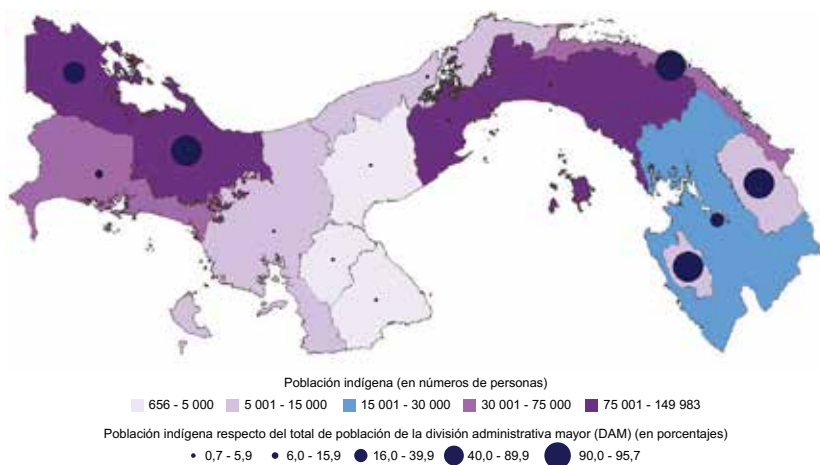 Población indígena (en números de personas)
656 - 5 000 5 001 - 15 000 15 001 - 30 000 30 001 - 75 000 75 001 - 149 983
Población indígena respecto del total de población de la división administrativa mayor (DAM) (en porcentajes)
0,7 - 5,9 6,0 - 15,9 16,0 - 39,9 40,0 - 89,9 90,0 - 95,7